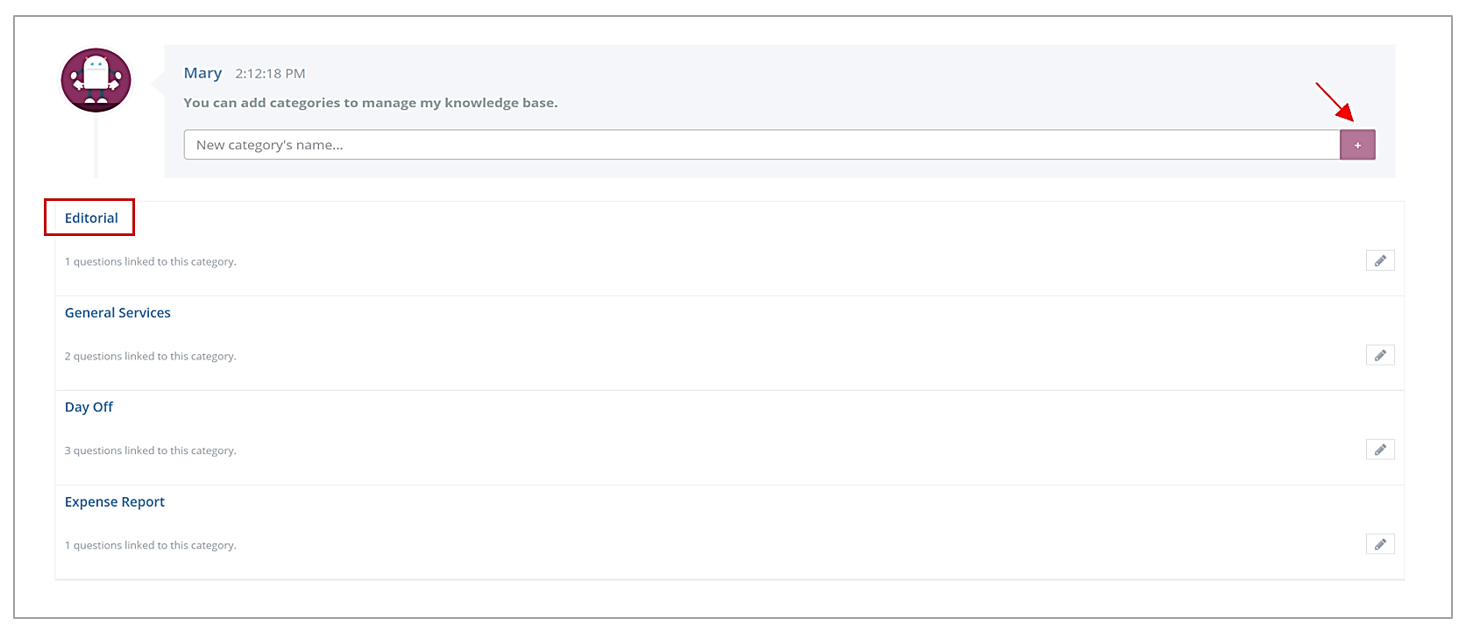 Mary 2:12:18 PM
You can add categories to manage my knowledge base.
New category's name...
+
Editorial
1 questions linked to this category.
General Services
2 questions linked to this category.
Day Off
3 questions linked to this category.
Expense Report
1 questions linked to this category.